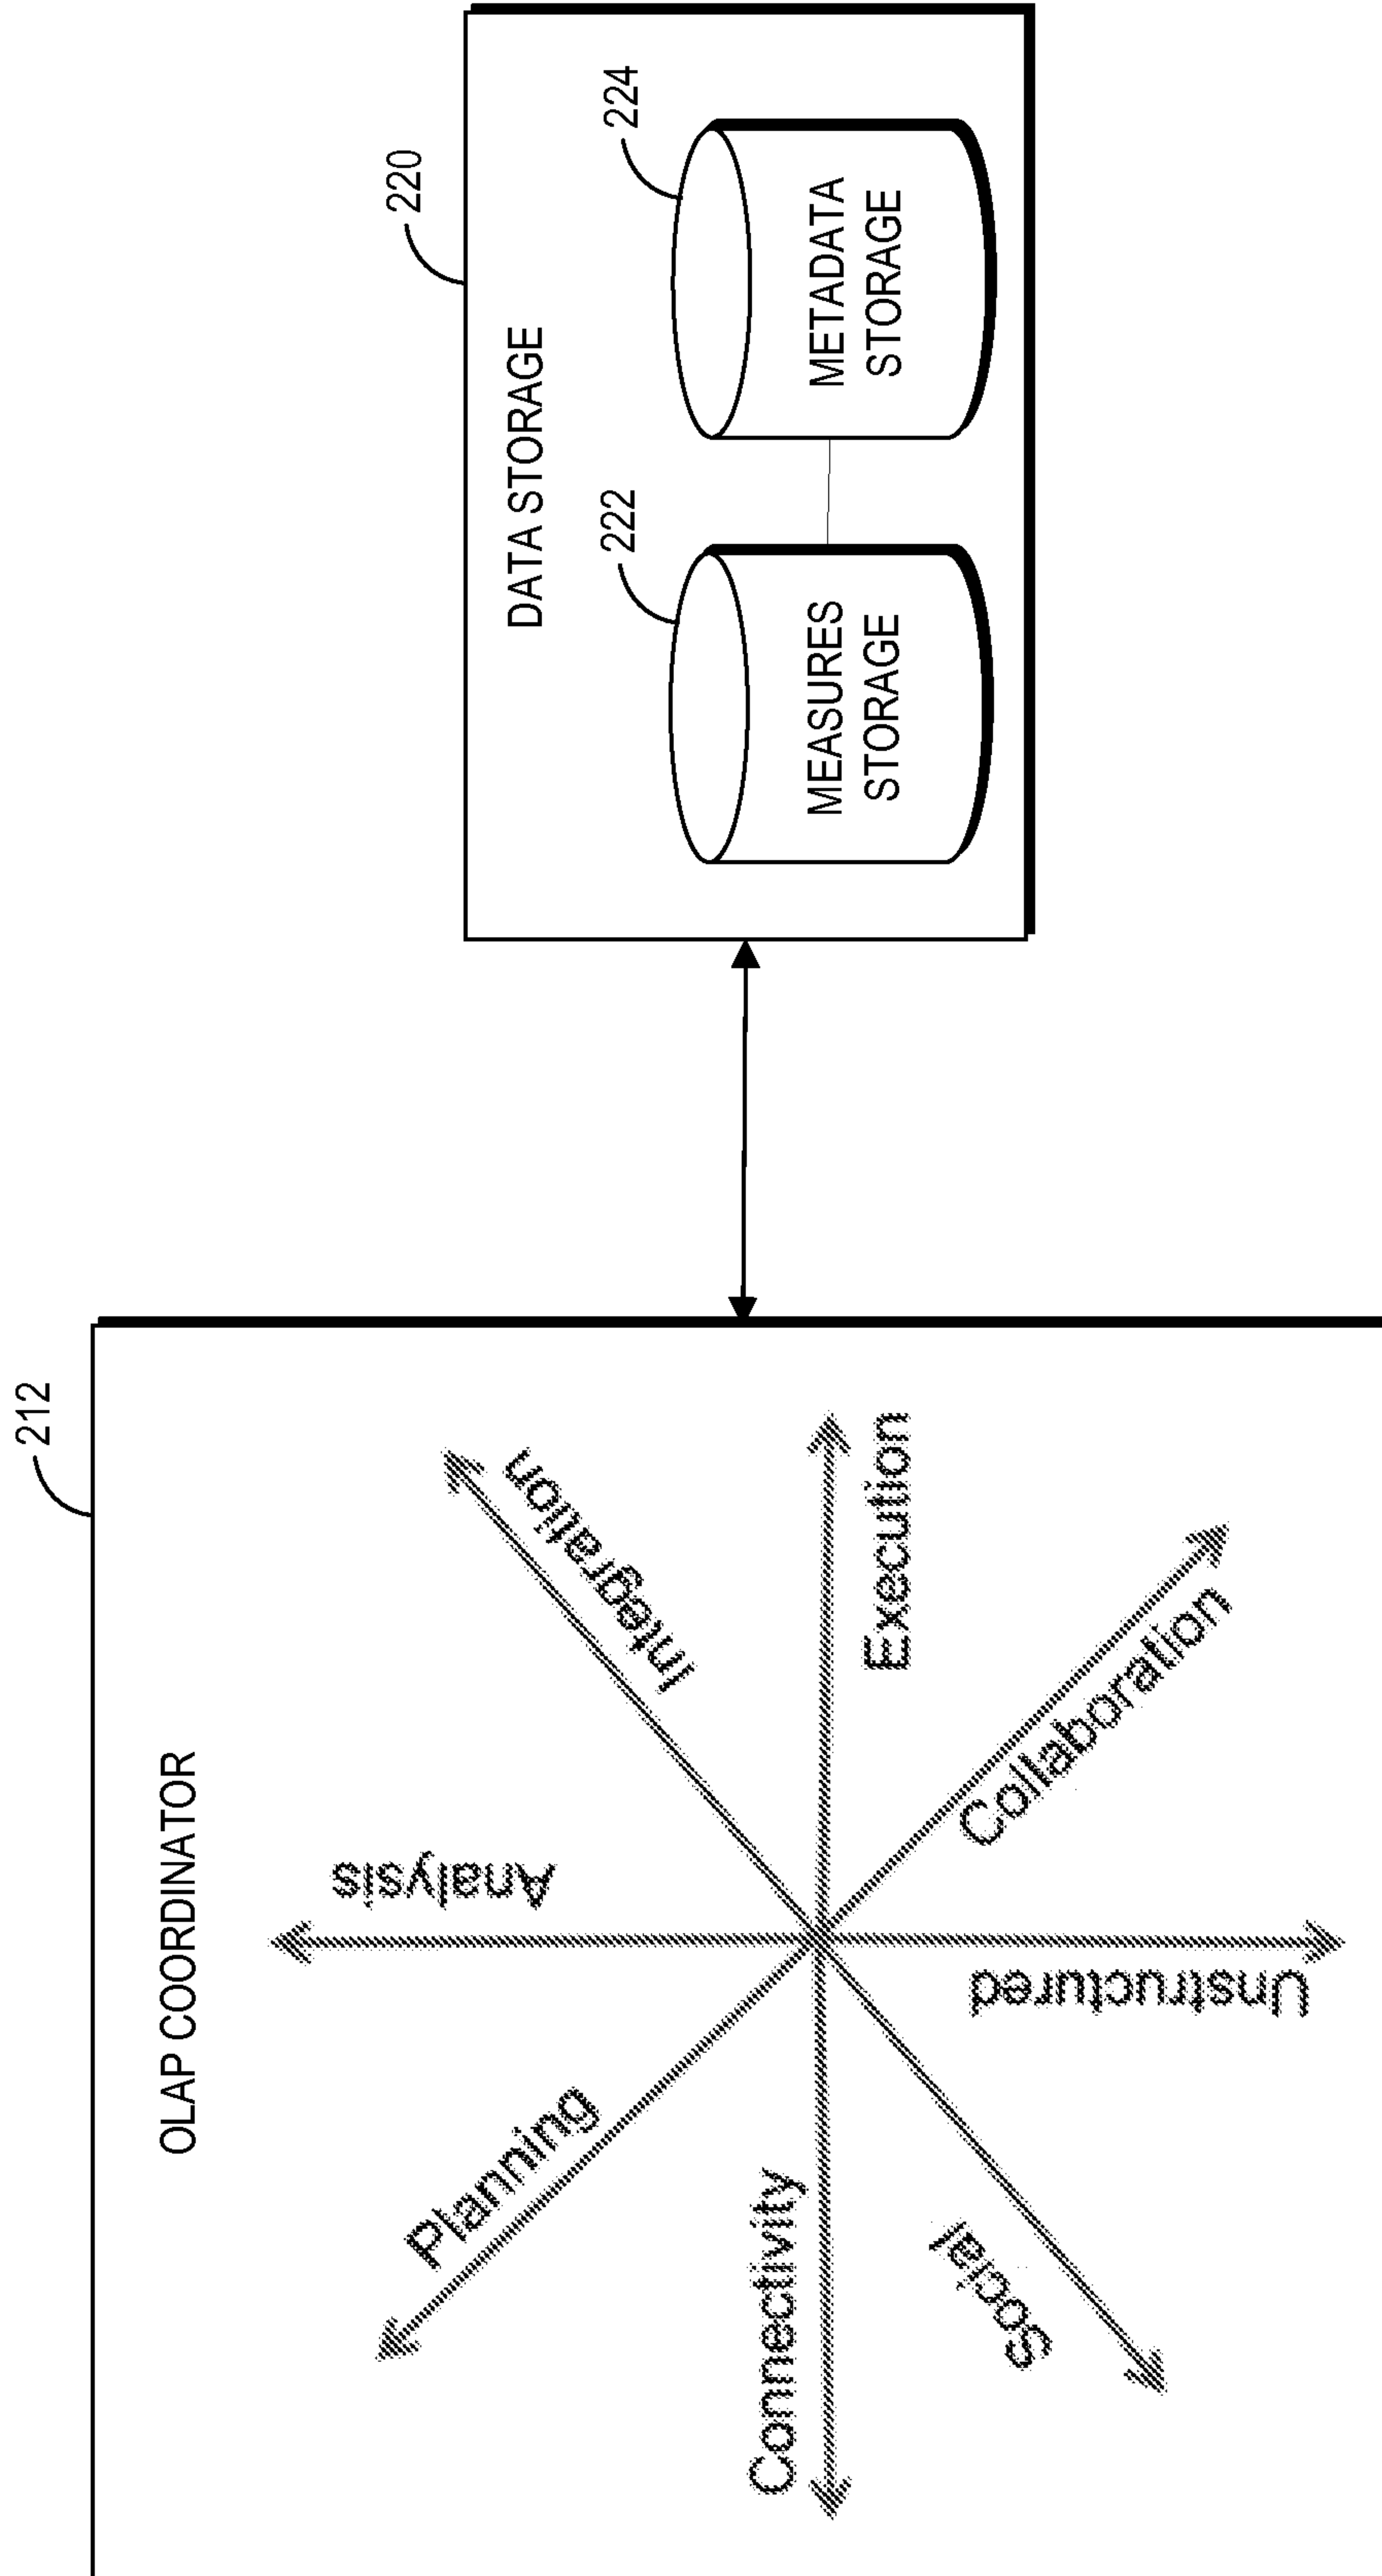 212
OLAP COORDINATOR
Planning
Analysis
Integration
Connectivity
Execution
Social
Unstructured
Collaboration
220
DATA STORAGE
222
224
MEASURES
STORAGE
METADATA
STORAGE